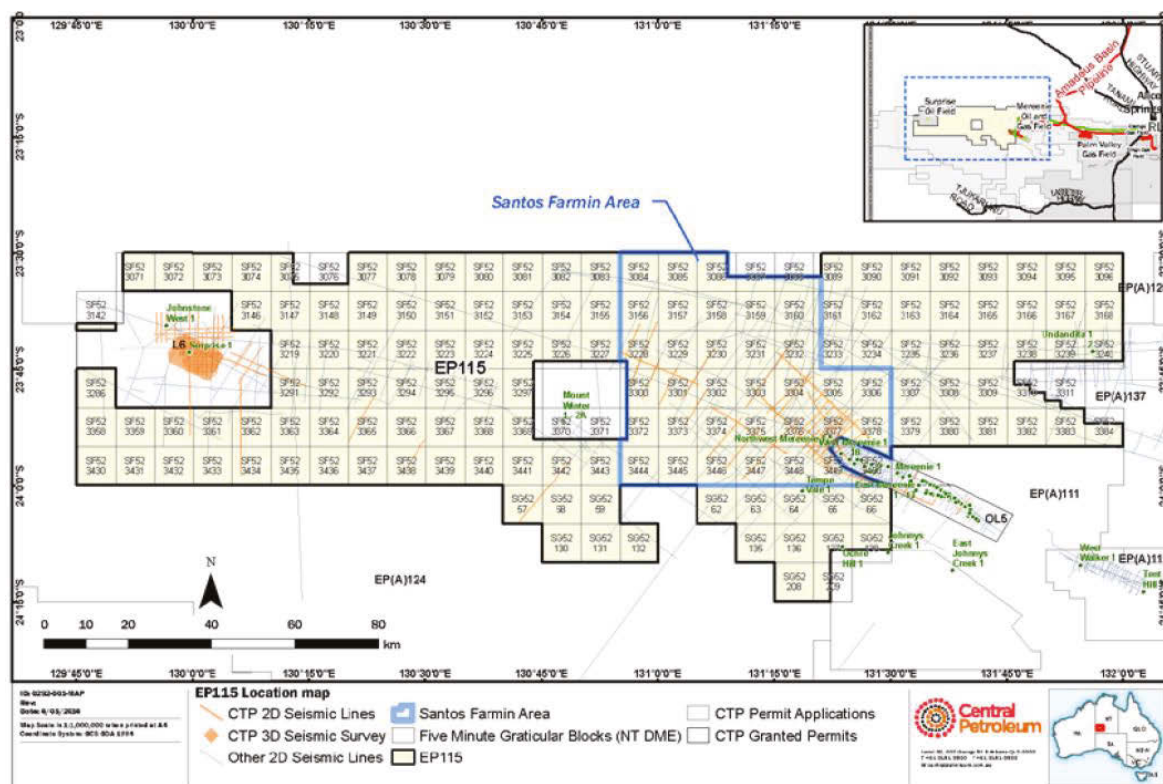 129°45'0"E
130°0'0"E
130°15'0"E
130°30'0"E
130°45'0"E
131°0'0"E
131°15'0"E
Surprise
Oil Field
Mereenie
Oil and
Gas Field
Amadeus Basin
Pipeline
TANAMI
STUART
HIGHWAY
Alice
Springs
Palm Valley
Gas Field
ROAD
Santos Farmin Area
23°30'0"S
SF52 3071
SF52 3072
SF52 3073
SF52 3074
SF52 3076
SF52 3077
SF52 3078
SF52 3079
SF52 3080
SF52 3081
SF52 3082
SF52 3083
SF52 3084
SF52 3085
SF52 3086
SF52 3089
SF52 3090
SF52 3091
SF52 3092
SF52 3093
SF52 3094
SF52 3095
SF52 3096
EP(A)12
SF52 3142
SF52 3146
SF52 3147
SF52 3148
SF52 3149
SF52 3150
SF52 3151
SF52 3152
SF52 3153
SF52 3154
SF52 3155
SF52 3156
SF52 3157
SF52 3158
SF52 3159
SF52 3160
SF52 3161
SF52 3162
SF52 3163
SF52 3164
SF52 3165
SF52 3166
SF52 3167
SF52 3168
Johnstone
West 1
L6 Surprise 1
Undandita 1
SF52 3219
SF52 3220
SF52 3221
SF52 3222
SF52 3223
SF52 3224
SF52 3225
SF52 3226
SF52 3227
SF52 3228
SF52 3229
SF52 3230
SF52 3231
SF52 3232
SF52 3233
SF52 3234
SF52 3235
SF52 3236
SF52 3237
SF52 3238
SF52 3239
SF52 3240
EP115
SF52 3286
SF52 3291
SF52 3292
SF52 3293
SF52 3294
SF52 3295
SF52 3296
SF52 3297
SF52 3300
SF52 3301
SF52 3302
SF52 3303
SF52 3304
SF52 3305
SF52 3306
SF52 3307
SF52 3308
SF52 3309
SF52 3311
EP(A)137
Mount
Winter
SF52 3358
SF52 3359
SF52 3360
SF52 3361
SF52 3362
SF52 3363
SF52 3364
SF52 3365
SF52 3366
SF52 3367
SF52 3368
SF52 3369
3370
3371
SF52 3372
SF52 3373
SF52 3374
SF52 3375
SF52 3378
SF52 3379
SF52 3380
SF52 3381
SF52 3382
SF52 3383
SF52 3384
Northwest Mereenie
SF52 3430
SF52 3431
SF52 3432
SF52 3433
SF52 3434
SF52 3435
SF52 3436
SF52 3437
SF52 3438
SF52 3439
SF52 3440
SF52 3441
SF52 3442
SF52 3443
SF52 3444
SF52 3445
SF52 3446
SF52 3447
SF52 3448
Mereenie 1
Tempe
Vale 1
EP(A)111
OL5
SG52 57
SG52 58
SG52 59
SG52 62
SG52 63
SG52 64
SG52 65
SG52 66
SG52 130
SG52 131
SG52 132
SG52 135
SG52 136
Ochre
Hill 1
Johnnys
Creek 1
East
Johnnys
Creek 1
West
Walker 1
EP(A)11
Tent
Hill
EP(A)124
SG52 208
24°0'0"S
24°15'0"S
N
0 10 20 40 60 80
km
129°45'0"E
130°0'0"E
130°15'0"E
130°30'0"E
130°45'0"E
131°0'0"E
131°15'0"E
131°30'0"E
131°45'0"E
EP115 Location map
CTP 2D Seismic Lines
CTP 3D Seismic Survey
Other 2D Seismic Lines
Santos Farmin Area
Five Minute Graticular Blocks (NT DME)
EP115
CTP Permit Applications
CTP Granted Permits
Central
Petroleum
WA
NT
SA
QLD